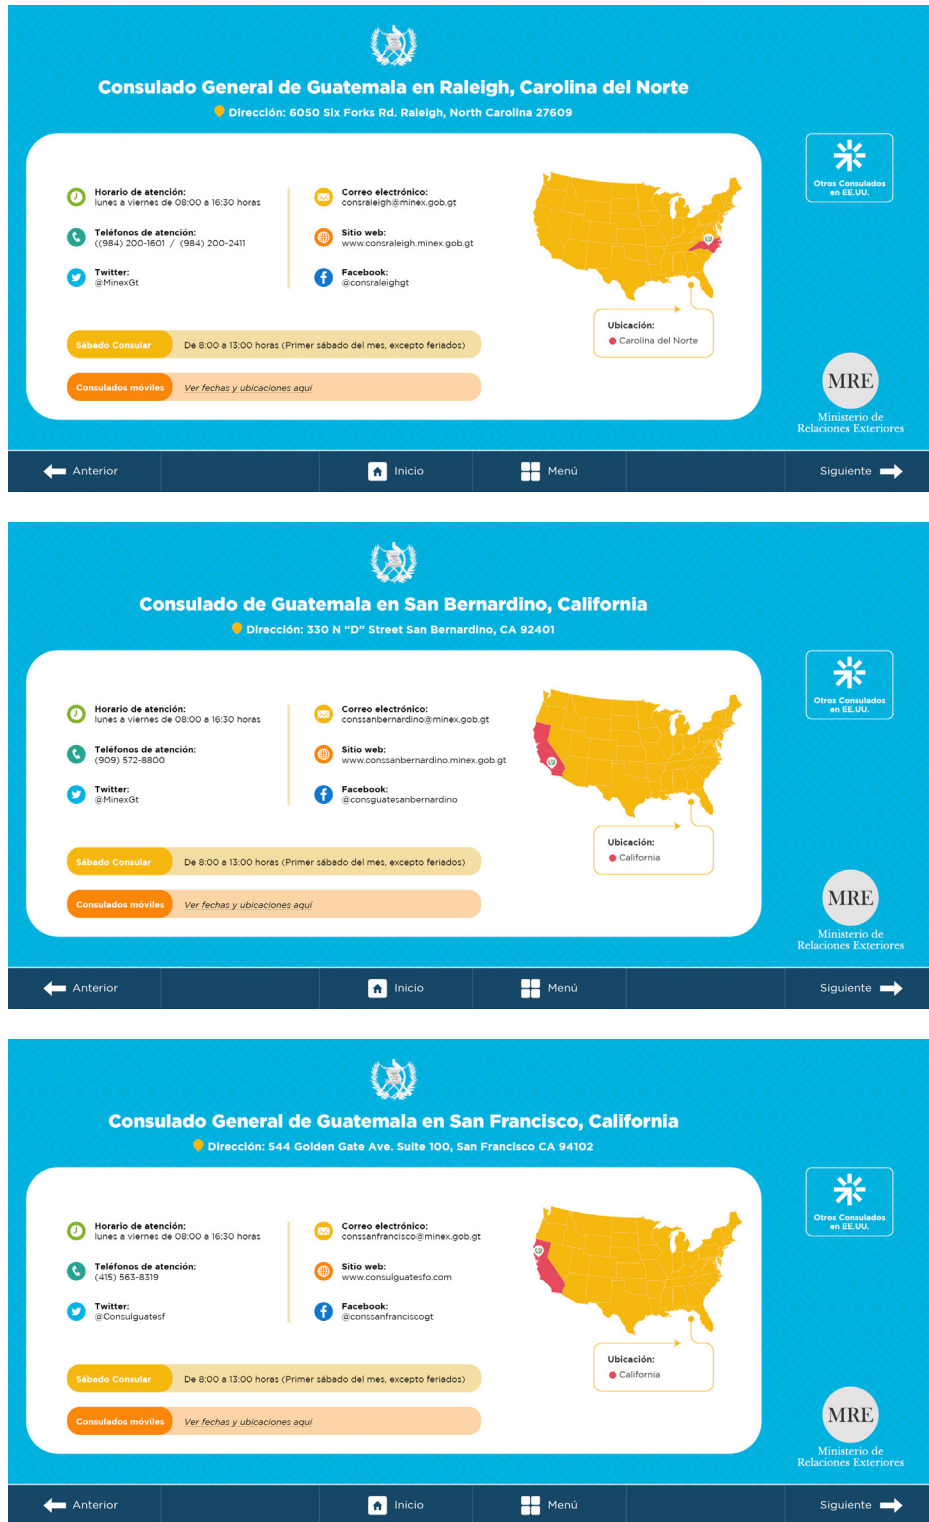 Consulado General de Guatemala en Raleigh, Carolina del Norte
Dirección: 6050 Six Forks Rd. Raleigh, North Carolina 27609
Otros Consulados
en EE.UU.
Horario de atención:
lunes a viernes de 08:00 a 16:30 horas
Teléfonos de atención:
((984) 200-1601 / (984) 200-2411
Twitter:
@MinexGt
Correo electrónico:
consraleigh@minex.gob.gt
Sitio web:
www.consraleigh.minex.gob.gt
Facebook:
@consraleighgt
Ubicación:
Carolina del Norte
Sábado Consular De 8:00 a 13:00 horas (Primer sábado del mes, excepto feriados)
Consulados móviles Ver fechas y ubicaciones aquí
MRE
Ministerio de
Relaciones Exteriores
Anterior Inicio Menú Siguiente
Consulado de Guatemala en San Bernardino, California
Dirección: 330 N "D" Street San Bernardino, CA 92401
Otros Consulados
en EE.UU.
Horario de atención:
lunes a viernes de 08:00 a 16:30 horas
Teléfonos de atención:
(909) 572-8800
Twitter:
@MinexGt
Correo electrónico:
conssanbernardino@minex.gob.gt
Sitio web:
www.conssanbernardino.minex.gob.gt
Facebook:
@consguatesanbernardino
Ubicación:
California
Sábado Consular De 8:00 a 13:00 horas (Primer sábado del mes, excepto feriados)
Consulados móviles Ver fechas y ubicaciones aquí
MRE
Ministerio de
Relaciones Exteriores
Anterior Inicio Menú Siguiente
Consulado General de Guatemala en San Francisco, California
Dirección: 544 Golden Gate Ave. Suite 100, San Francisco CA 94102
Otros Consulados
en EE.UU.
Horario de atención:
lunes a viernes de 08:00 a 16:30 horas
Teléfonos de atención:
(415) 563-8319
Twitter:
@Consulguatesf
Correo electrónico:
conssanfrancisco@minex.gob.gt
Sitio web:
www.consulguatesfo.com
Facebook:
@conssanfranciscogt
Ubicación:
California
Sábado Consular De 8:00 a 13:00 horas (Primer sábado del mes, excepto feriados)
Consulados móviles Ver fechas y ubicaciones aquí
MRE
Ministerio de
Relaciones Exteriores
Anterior Inicio Menú Siguiente